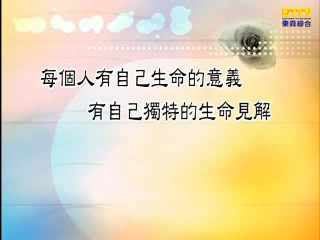 東森綜合
每個人有自己生命的意義
有自己獨特的生命見解